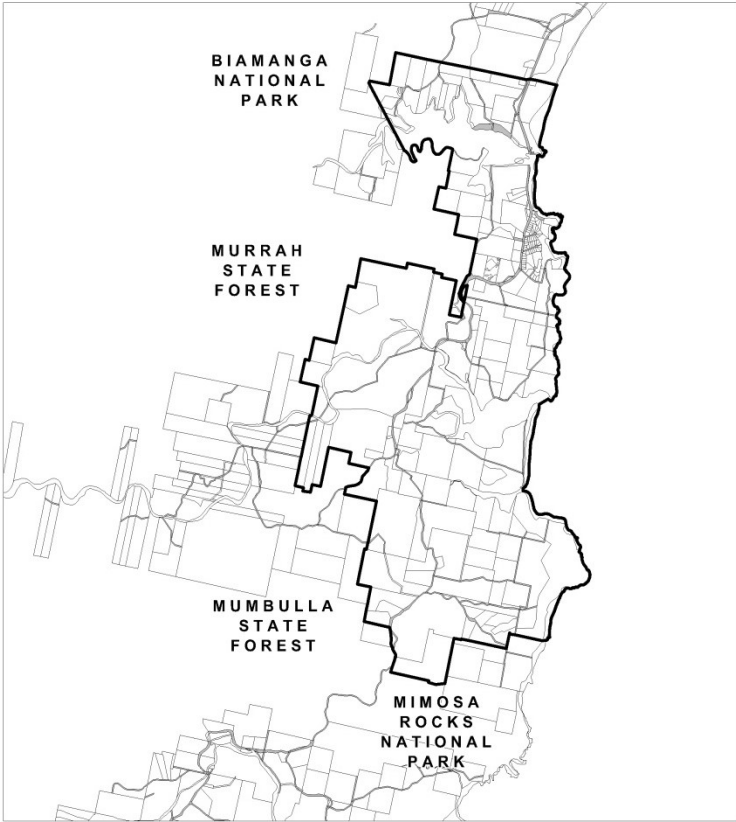 BIAMANGA
NATIONAL
PARK
MURRAH
STATE
FOREST
MUMBULLA
STATE
FOREST
MIMOSA
ROCKS
NATIONAL
PARK